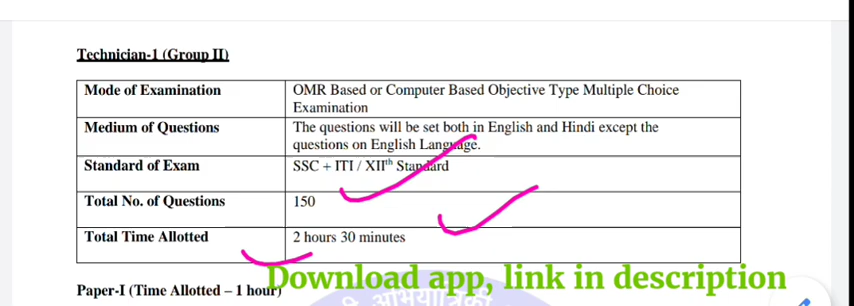 Technician-1 (Group II)
Mode of Examination
OMR Based or Computer Based Objective Type Multiple Choice
Examination
Medium of Questions
The questions will be set both in English and Hindi except the
questions on English Language.
Standard of Exam
SSC + ITI / XIIth Standard
Total No. of Questions
150
Total Time Allotted
2 hours 30 minutes
Download app, link in description
Paper-I (Time Allotted – 1 hour)